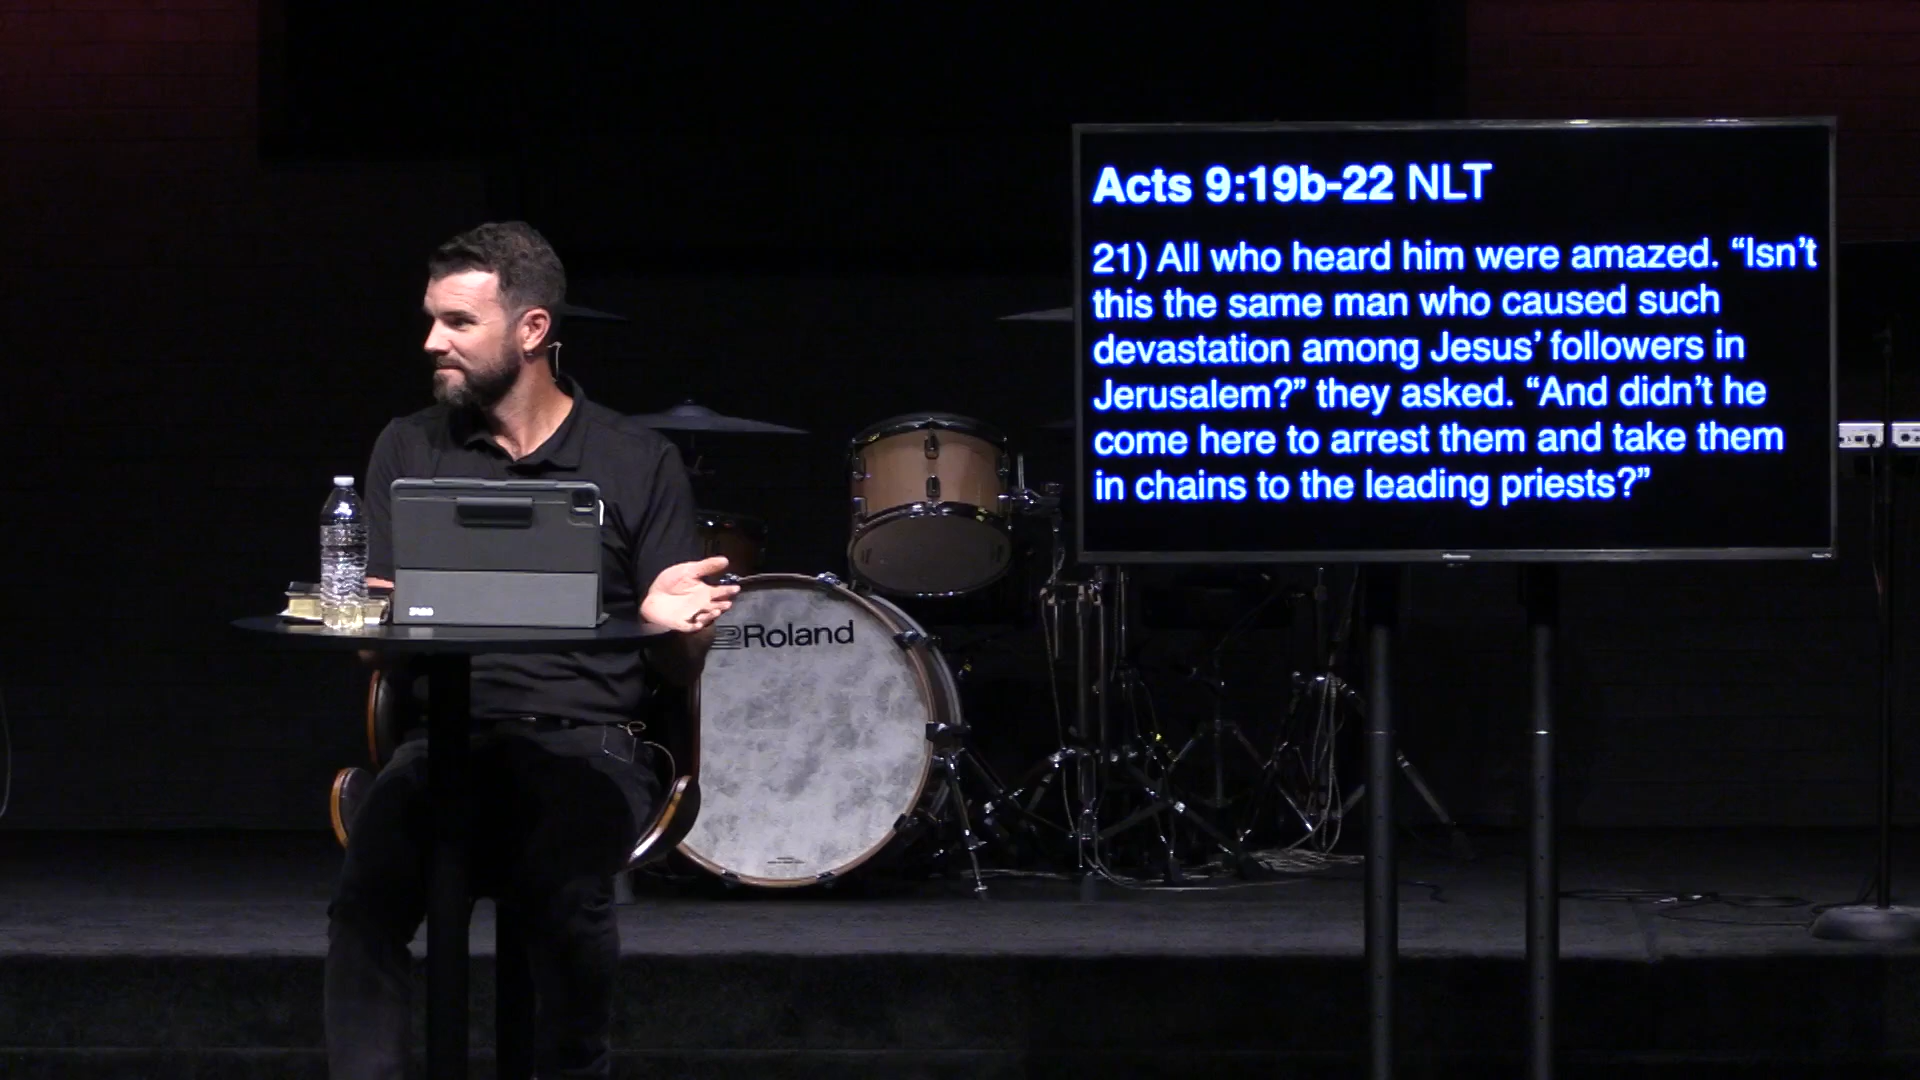 Acts 9:19b-22 NLT
21) All who heard him were amazed. “Isn’t
this the same man who caused such
devastation among Jesus’ followers in
Jerusalem?” they asked. “And didn’t he
come here to arrest them and take them
in chains to the leading priests?”
Roland